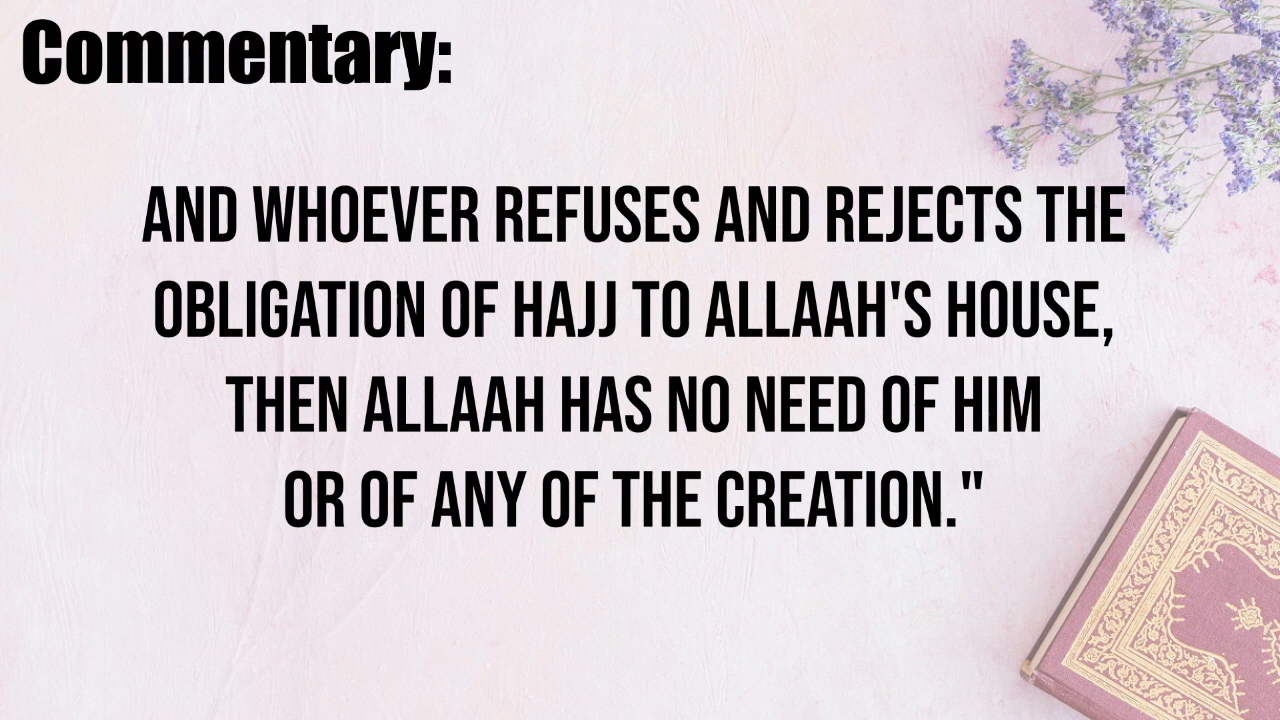 Commentary:
AND WHOEVER REFUSES AND REJECTS THE
OBLIGATION OF HAJJ TO ALLAAH'S HOUSE,
THEN ALLAAH HAS NO NEED OF HIM
OR OF ANY OF THE CREATION."